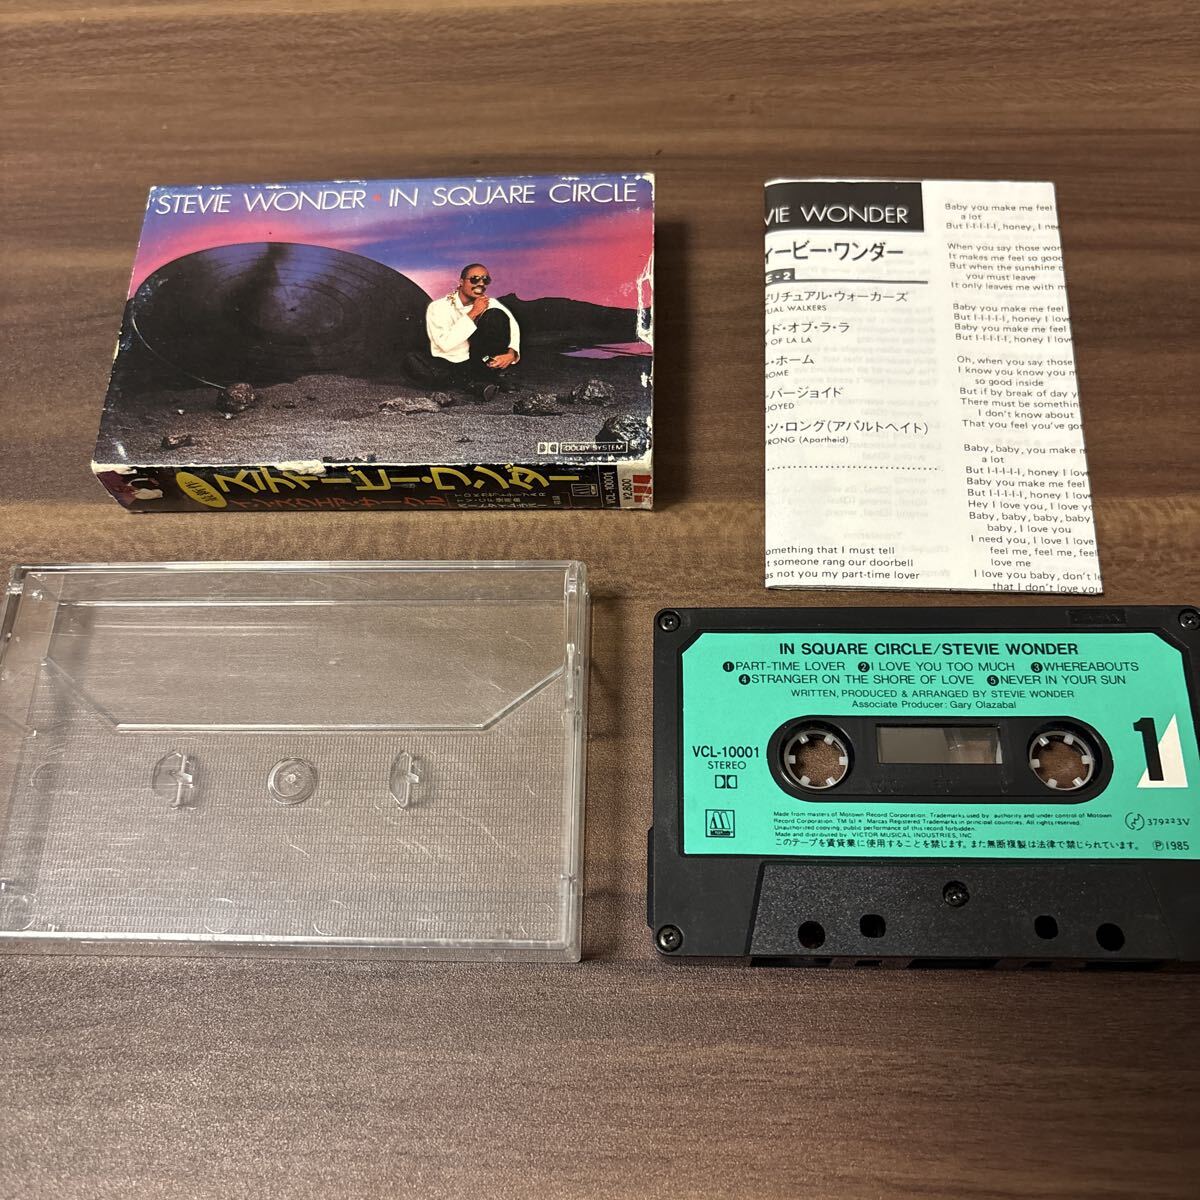 STEVIE WONDER • IN SQUARE CIRCLE
DOLBY SYSTEM
スティービー・ワンダー
VCL-10001
¥2,800
VIE WONDER
ィービー・ワンダー
E-2
ピリチュアル・ウォーカーズ
UAL WALKERS
ンド・オブ・ラ・ラ
OF LA LA
ル・ホーム
ROME
ーバージョイド
JOYED
ッツ・ロング(アパルトヘイト)
RONG (Apartheid)
omething that I must tell
t someone rang our doorbell
as not you my part-time lover
Baby you make me feel
a lot
But I-I-I-I-I, honey, I nee
When you say those wor
It makes me feel so good
But when the sunshine c
you must leave
It only leaves me with m
Baby you make me feel
But I-I-I-I-I, honey I love
Baby you make me feel
But I-I-I-I-I, honey I love
Oh, when you say those
I know you know you m
so good inside
But if by break of day y
There must be somethin
I don't know about
That you feel you've got
Baby, baby, you make m
a lot
But I-I-I-I-I, honey I love
Baby you make me feel
But I-I-I-I-I, honey I love
Hey I love you, I love yo
Baby, baby, baby, baby
baby, I love you
I need you, I love I love
feel me, feel me, feel
love me
I love you baby, don't le
that I don't love you
IN SQUARE CIRCLE/STEVIE WONDER
❶PART-TIME LOVER ❷I LOVE YOU TOO MUCH ❸WHEREABOUTS
❹STRANGER ON THE SHORE OF LOVE ❺NEVER IN YOUR SUN
WRITTEN, PRODUCED & ARRANGED BY STEVIE WONDER
Associate Producer: Gary Olazabal
VCL-10001
STEREO
1
Made from masters of Motown Record Corporation. Trademarks used by authority and under control of Motown
Record Corporation. TM(s) * Marcas Registered Trademarks in principal countries. All rights reserved.
Unauthorized copying, public performance of this record forbidden.
Made and distributed by VICTOR MUSICAL INDUSTRIES, INC
このテープを賃貸業に使用することを禁じます。また無断複製は法律で禁じられています。
379223V
Ⓟ1985